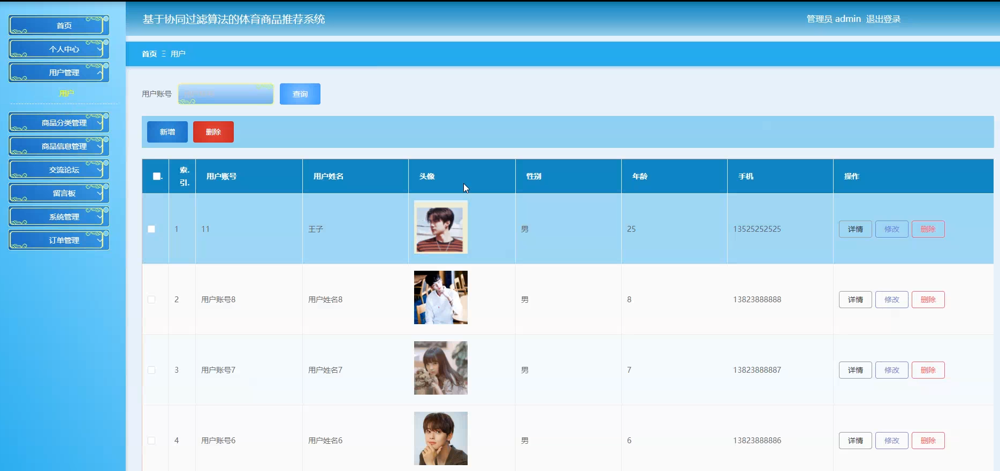 基于协同过滤算法的体育商品推荐系统
管理员 admin 退出登录
首页
个人中心
用户管理
用户
商品分类管理
商品信息管理
交流论坛
留言板
系统管理
订单管理
首页 Ξ 用户
用户账号
查询
新增 删除
索.
引. 用户账号 用户姓名 头像 性别 年龄 手机 操作
1 11 王子 男 25 13525252525 详情 修改 删除
2 用户账号8 用户姓名8 男 8 13823888888 详情 修改 删除
3 用户账号7 用户姓名7 男 7 13823888887 详情 修改 删除
4 用户账号6 用户姓名6 男 6 13823888886 详情 修改 删除